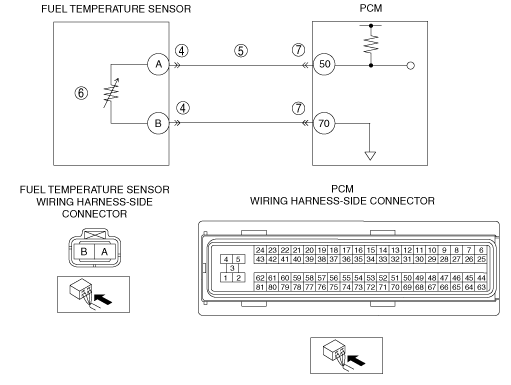 FUEL TEMPERATURE SENSOR
PCM
4
5
7
A
50
6
4
7
B
70
FUEL TEMPERATURE SENSOR
WIRING HARNESS-SIDE
CONNECTOR
PCM
WIRING HARNESS-SIDE CONNECTOR
B A
24 23 22 21 20 19 18 17 16 15 14 13 12 11 10 9 8 7 6
4 5
43 42 41 40 39 38 37 36 35 34 33 32 31 30 29 28 27 26 25
3
1 2
62 61 60 59 58 57 56 55 54 53 52 51 50 49 48 47 46 45 44
81 80 79 78 77 76 75 74 73 72 71 70 69 68 67 66 65 64 63